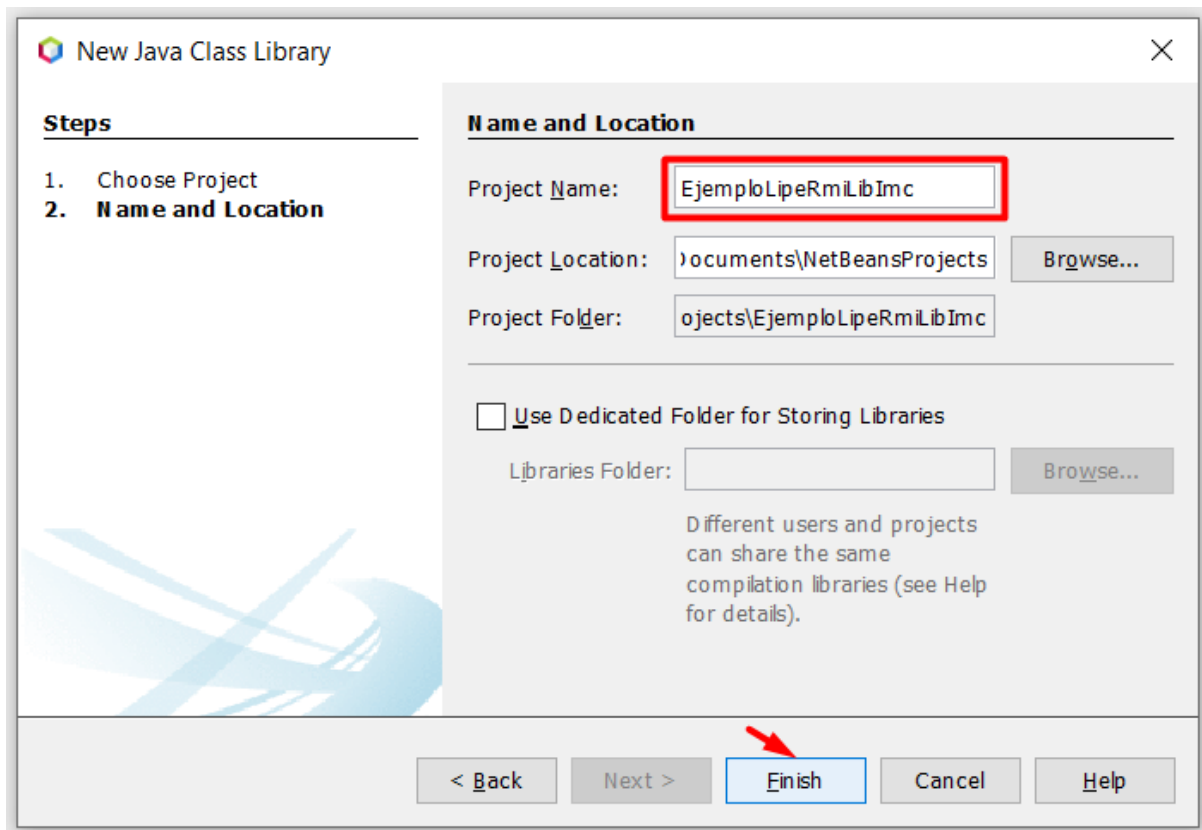 New Java Class Library
Steps
1. Choose Project
2. Name and Location
Name and Location
Project Name: EjemploLipeRmiLibImc
Project Location: Documents\NetBeansProjects Browse...
Project Folder: ojects\EjemploLipeRmiLibImc
Use Dedicated Folder for Storing Libraries
Libraries Folder: Browse...
Different users and projects
can share the same
compilation libraries (see Help
for details).
< Back Next > Finish Cancel Help